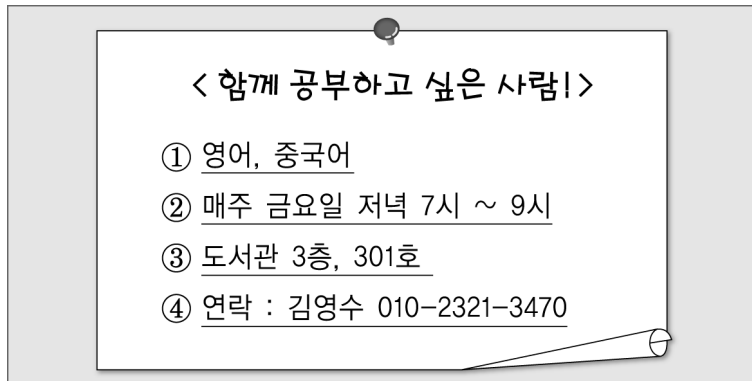 < 함께 공부하고 싶은 사람!>
① 영어, 중국어
② 매주 금요일 저녁 7시 ~ 9시
③ 도서관 3층, 301호
④ 연락 : 김영수 010-2321-3470